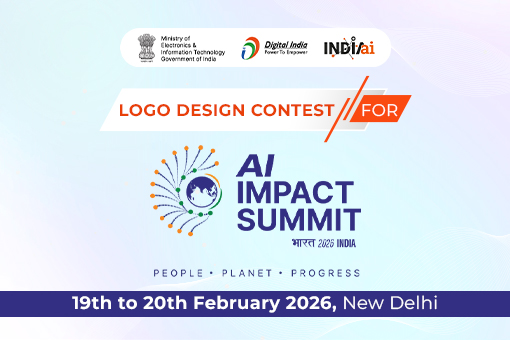 Ministry of
Electronics &
Information Technology
Government of India
Digital India
Power To Empower
INDIAai
LOGO DESIGN CONTEST // FOR
AI
IMPACT
SUMMIT
भारत 2026 INDIA
PEOPLE • PLANET • PROGRESS
19th to 20th February 2026, New Delhi